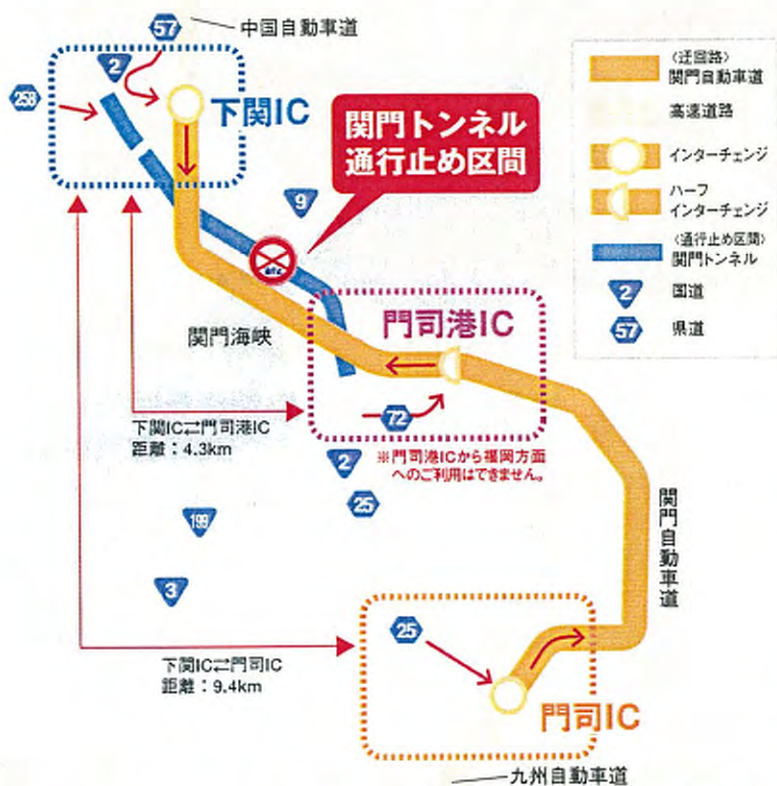 57
中国自動車道
2
258
下関IC
関門トンネル
通行止め区間
9
〈迂回路〉
関門自動車道
高速道路
インターチェンジ
ハーフ
インターチェンジ
〈通行止め区間〉
関門トンネル
2
国道
57
県道
関門海峡
門司港IC
72
下関IC⇄門司港IC
距離：4.3km
※門司港ICから福岡方面
へのご利用はできません。
2
25
199
3
関門自動車道
25
下関IC⇄門司IC
距離：9.4km
門司IC
九州自動車道